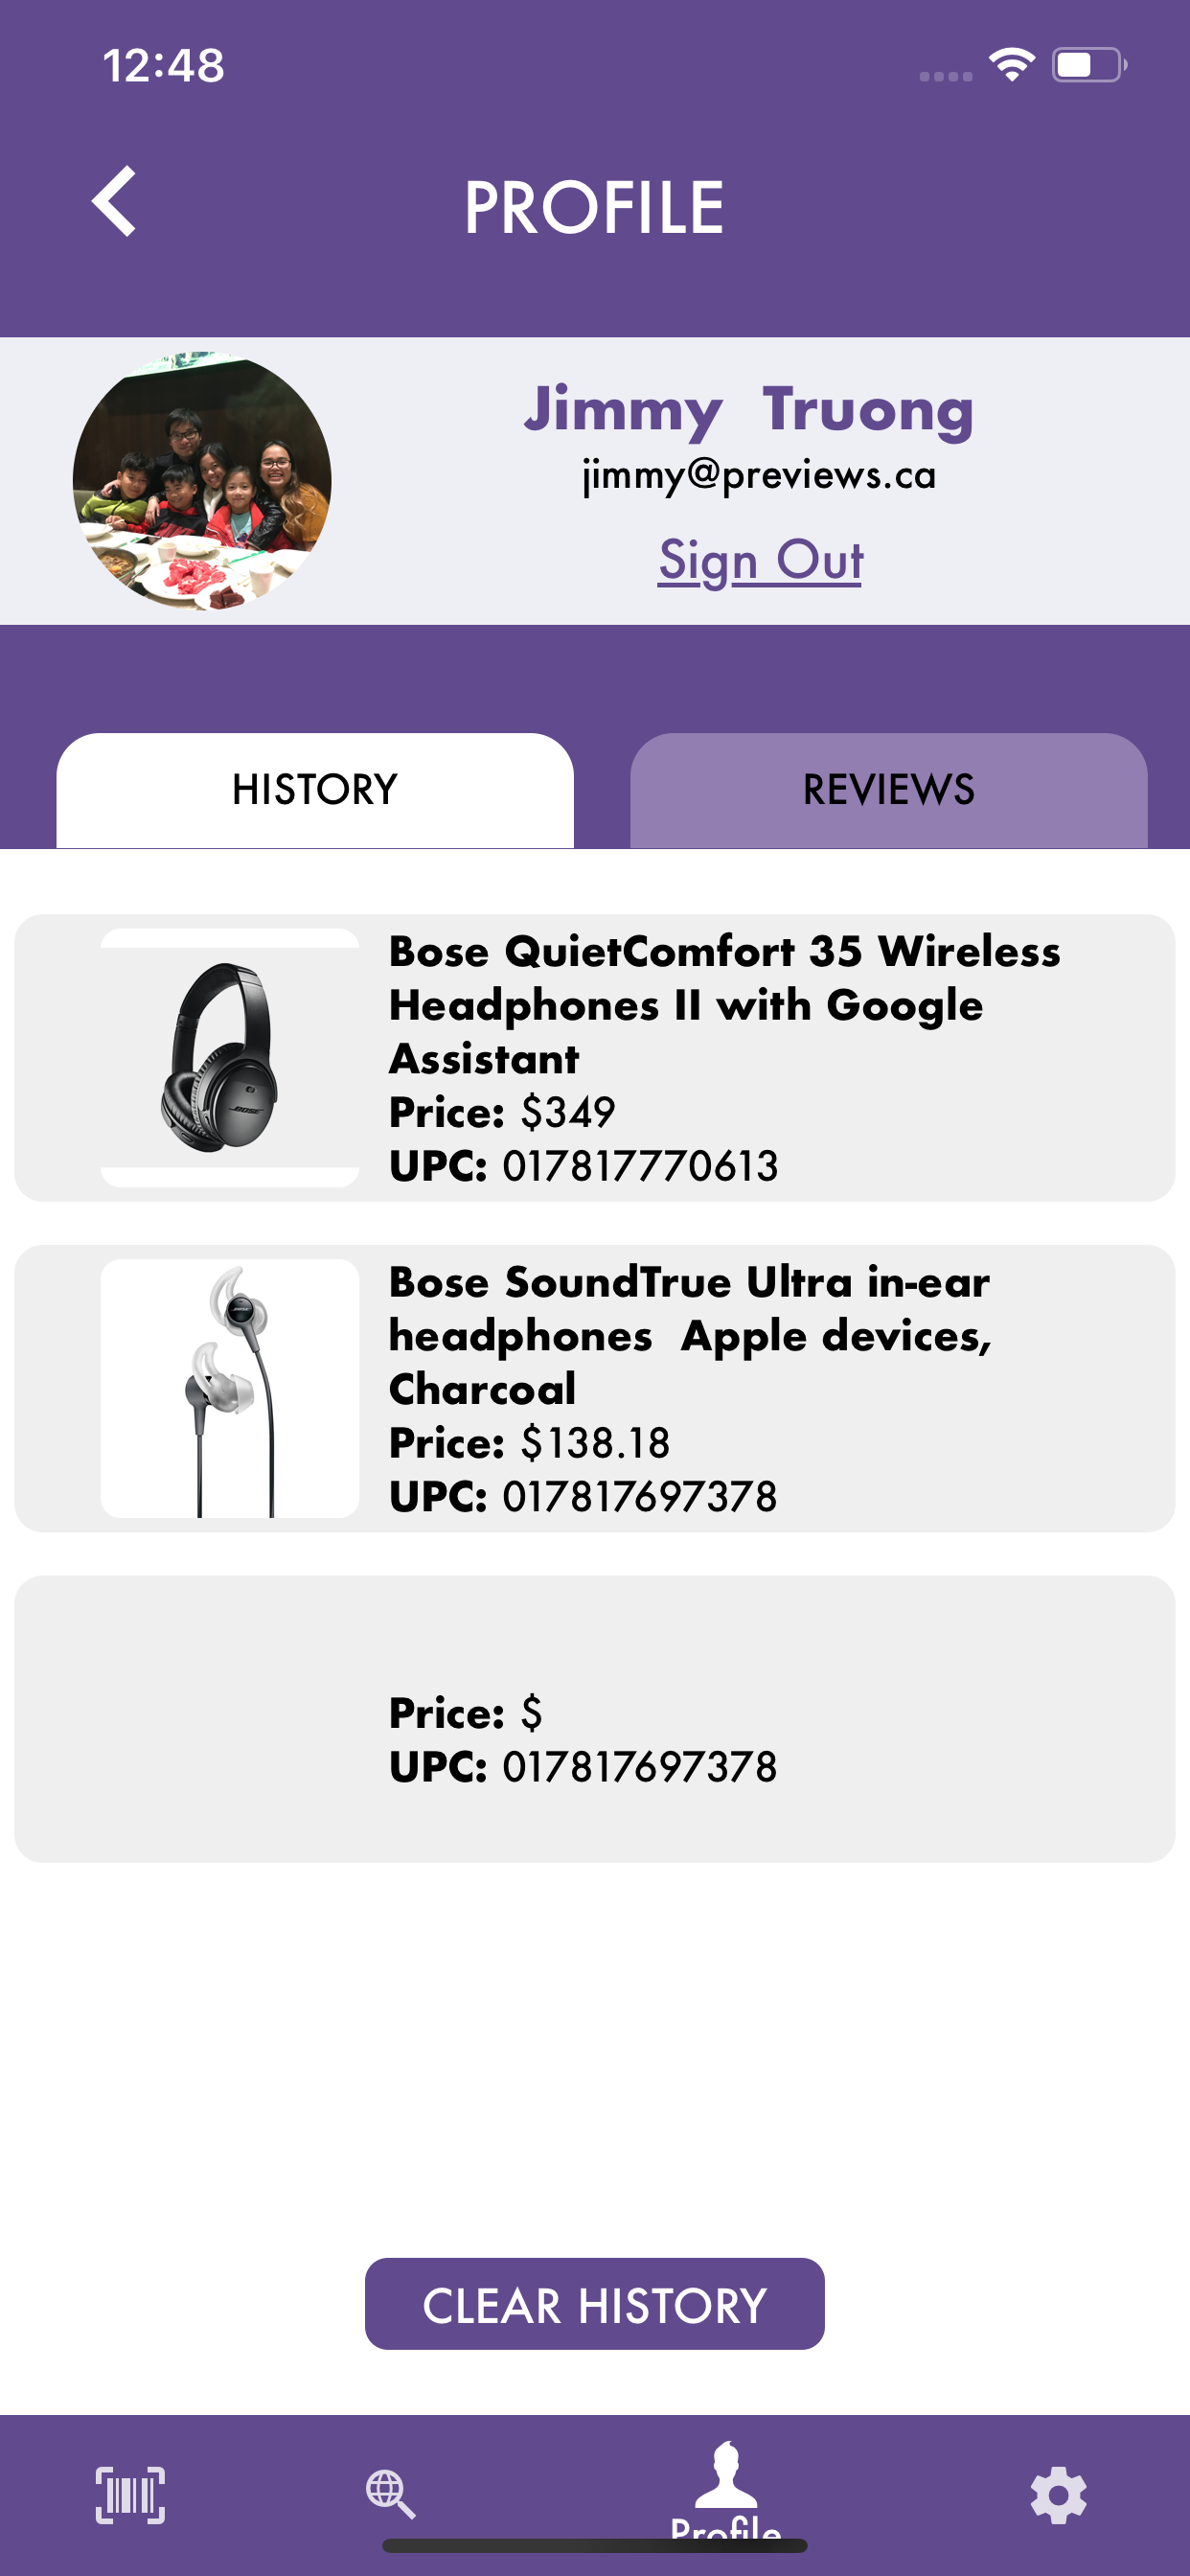 12:48
PROFILE
Jimmy Truong
jimmy@previews.ca
Sign Out
HISTORY
REVIEWS
Bose QuietComfort 35 Wireless
Headphones II with Google
Assistant
Price: $349
UPC: 017817770613
BOSE
Bose SoundTrue Ultra in-ear
headphones Apple devices,
Charcoal
Price: $138.18
UPC: 017817697378
BOSE
Price: $
UPC: 017817697378
CLEAR HISTORY
Profile